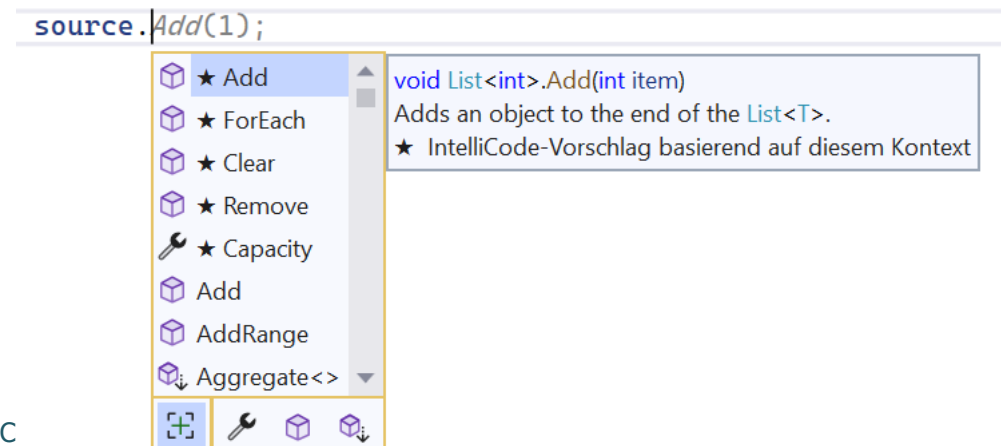 source.Add(1);
★ Add
★ ForEach
★ Clear
★ Remove
★ Capacity
Add
AddRange
Aggregate<>
void List<int>.Add(int item)
Adds an object to the end of the List<T>.
★ IntelliCode-Vorschlag basierend auf diesem Kontext
C